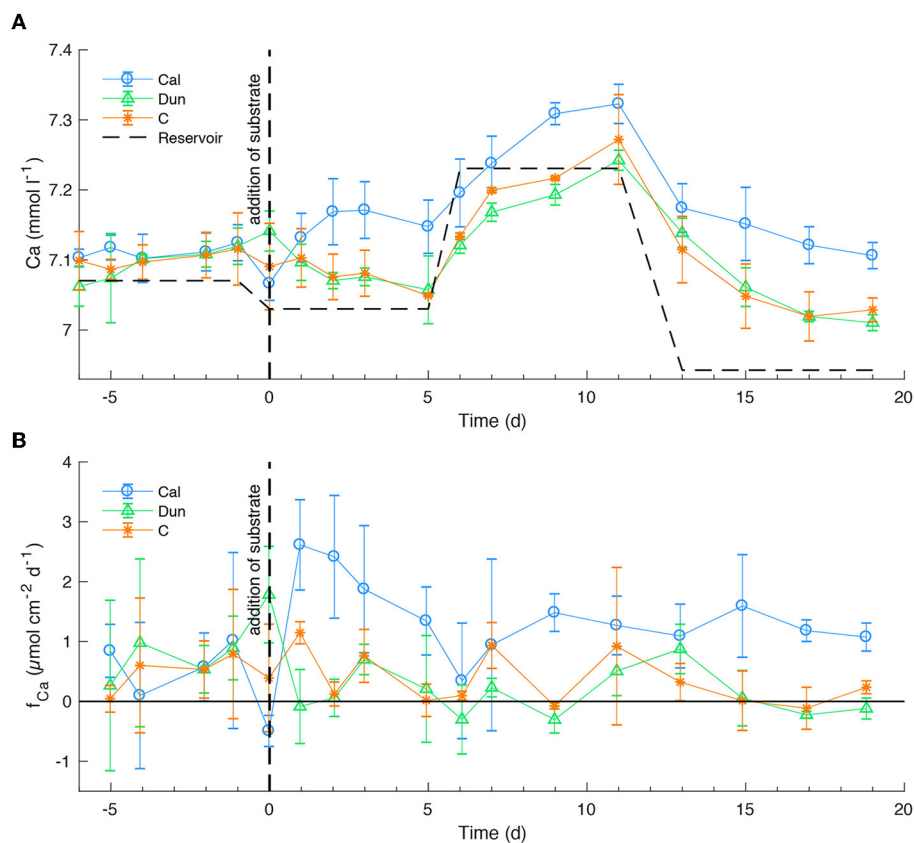 A
7.4
7.3
7.2
7.1
7
Ca (mmol l⁻¹)
Cal
Dun
C
Reservoir
addition of substrate
-5
0
5
10
15
20
Time (d)
B
4
3
2
1
0
-1
f_Ca (µmol cm⁻² d⁻¹)
Cal
Dun
C
addition of substrate
-5
0
5
10
15
20
Time (d)